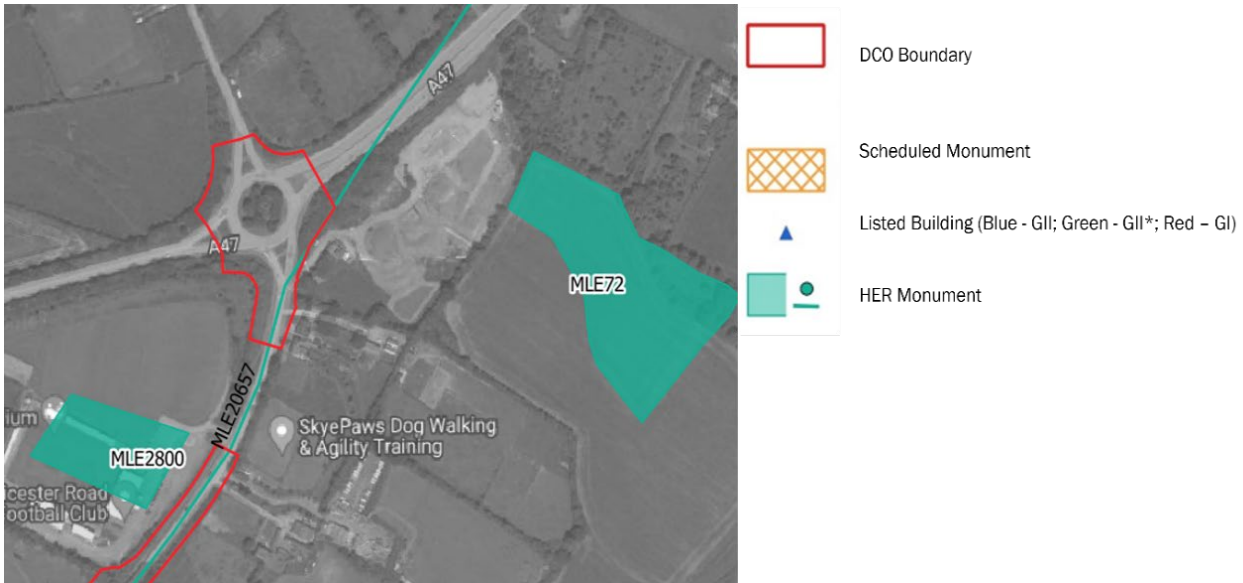 A47
A47
MLE72
MLE20657
SkyePaws Dog Walking
& Agility Training
ium
MLE2800
icester Road
ootball Club
DCO Boundary
Scheduled Monument
Listed Building (Blue - GII; Green - GII*; Red – GI)
HER Monument